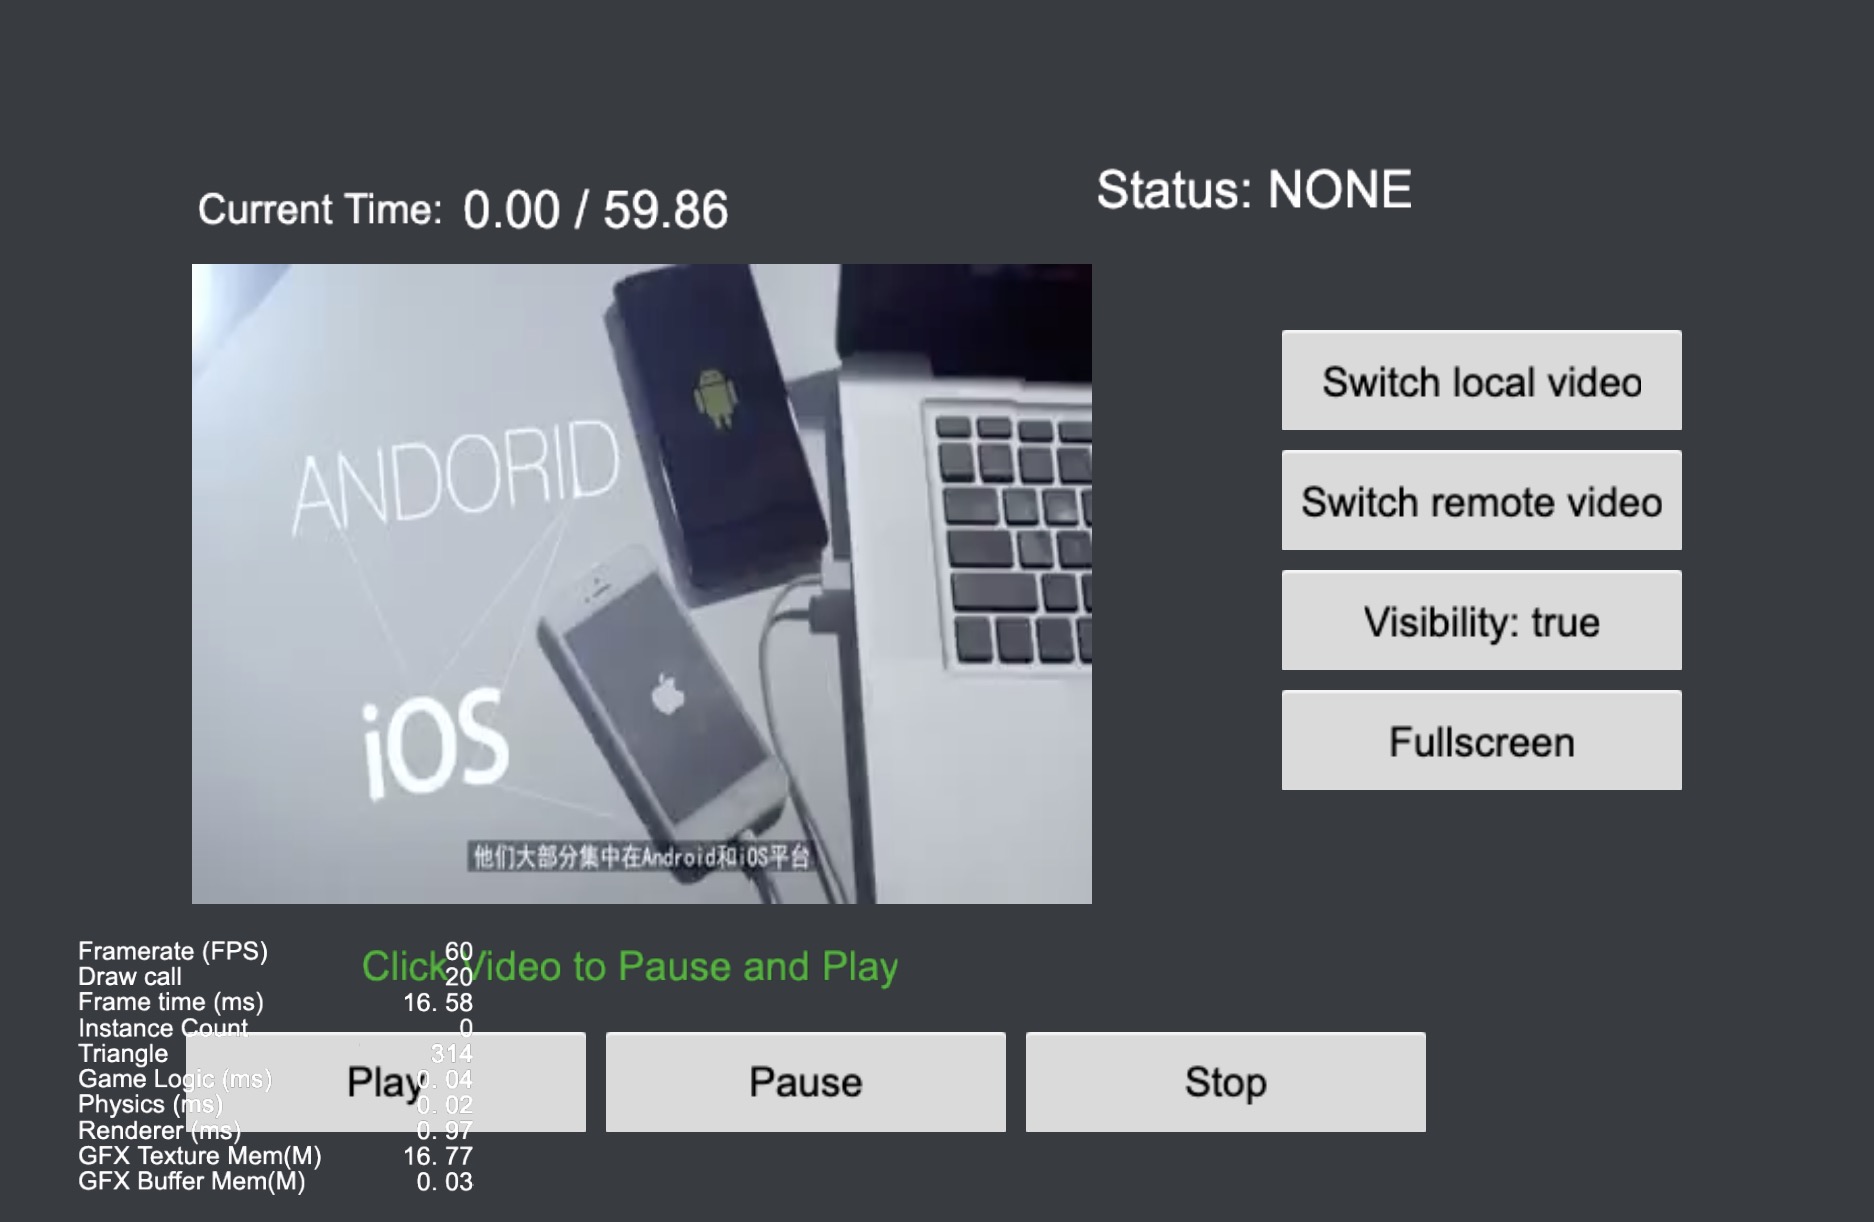 Current Time: 0.00 / 59.86
Status: NONE
ANDORID
iOS
他们大部分集中在Android和iOS平台
Switch local video
Switch remote video
Visibility: true
Fullscreen
Click Video to Pause and Play
Framerate (FPS) 60
Draw call 20
Frame time (ms) 16. 58
Instance Count 0
Triangle 314
Game Logic (ms) 0. 04
Physics (ms) 0. 02
Renderer (ms) 0. 97
GFX Texture Mem(M) 16. 77
GFX Buffer Mem(M) 0. 03
Play
Pause
Stop